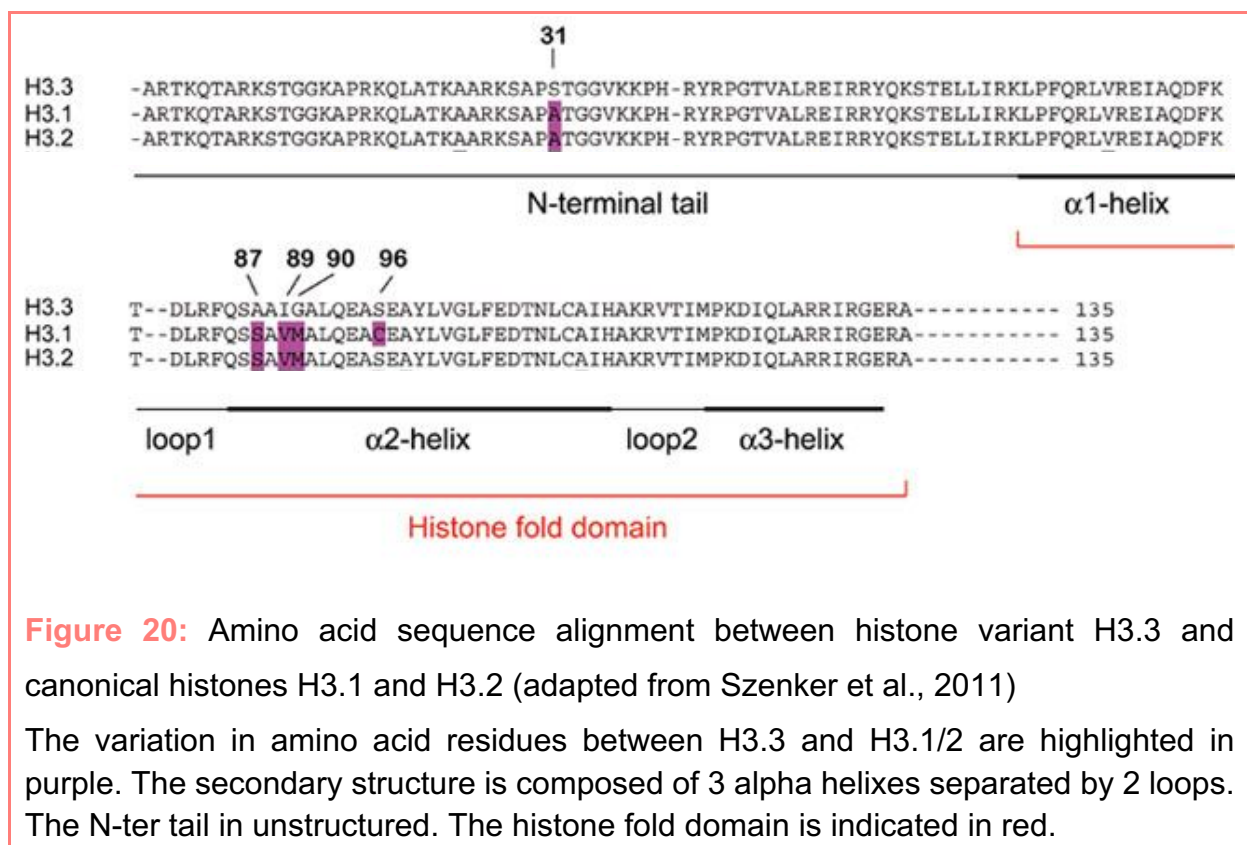 31
H3.3 -ARTKQTARKSTGGKAPRKQLATKAARKSAPSTGGVKKPH-RYRPGTVALREIRRYQKSTELLIRKLPFQRLVREIAQDFK
H3.1 -ARTKQTARKSTGGKAPRKQLATKAARKSAPATGGVKKPH-RYRPGTVALREIRRYQKSTELLIRKLPFQRLVREIAQDFK
H3.2 -ARTKQTARKSTGGKAPRKQLATKAARKSAPATGGVKKPH-RYRPGTVALREIRRYQKSTELLIRKLPFQRLVREIAQDFK
N-terminal tail α1-helix
87 89 90 96
H3.3 T--DLRFQSAAIGALQEASEAYLVGLFEDTNLCAIHAKRVTIMPKDIQLARRIRGERA----------- 135
H3.1 T--DLRFQSSAVMALQEACEAYLVGLFEDTNLCAIHAKRVTIMPKDIQLARRIRGERA----------- 135
H3.2 T--DLRFQSSAVMALQEASEAYLVGLFEDTNLCAIHAKRVTIMPKDIQLARRIRGERA----------- 135
loop1 α2-helix loop2 α3-helix
Histone fold domain
Figure 20: Amino acid sequence alignment between histone variant H3.3 and
canonical histones H3.1 and H3.2 (adapted from Szenker et al., 2011)
The variation in amino acid residues between H3.3 and H3.1/2 are highlighted in
purple. The secondary structure is composed of 3 alpha helixes separated by 2 loops.
The N-ter tail in unstructured. The histone fold domain is indicated in red.